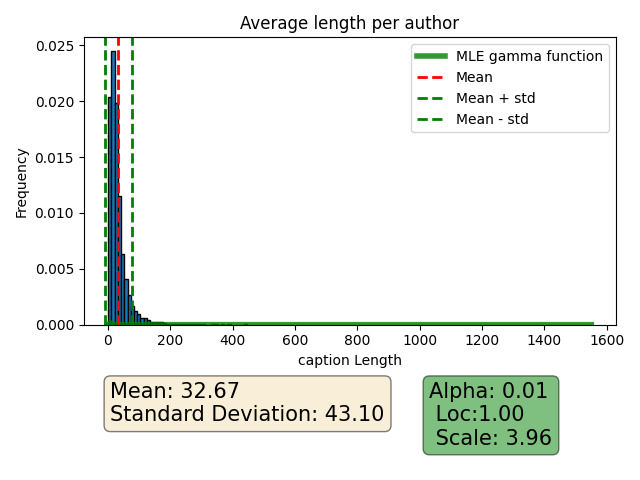 Average length per author
0.025
0.020
0.015
0.010
0.005
0.000
Frequency
MLE gamma function
Mean
Mean + std
Mean - std
0 200 400 600 800 1000 1200 1400 1600
caption Length
Mean: 32.67
Standard Deviation: 43.10
Alpha: 0.01
Loc:1.00
Scale: 3.96